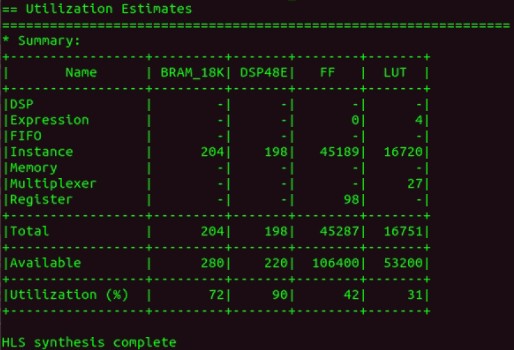 == Utilization Estimates
================================================================
* Summary:
+-----------------+---------+-------+--------+-------+
|       Name      | BRAM_18K| DSP48E|   FF   |  LUT  |
+-----------------+---------+-------+--------+-------+
|DSP              |        -|      -|       -|      -|
|Expression       |        -|      -|       0|      4|
|FIFO             |        -|      -|       -|      -|
|Instance         |      204|    198|   45189|  16720|
|Memory           |        -|      -|       -|      -|
|Multiplexer      |        -|      -|       -|     27|
|Register         |        -|      -|      98|      -|
+-----------------+---------+-------+--------+-------+
|Total            |      204|    198|   45287|  16751|
+-----------------+---------+-------+--------+-------+
|Available        |      280|    220|  106400|  53200|
+-----------------+---------+-------+--------+-------+
|Utilization (%)  |       72|     90|      42|     31|
+-----------------+---------+-------+--------+-------+
HLS synthesis complete